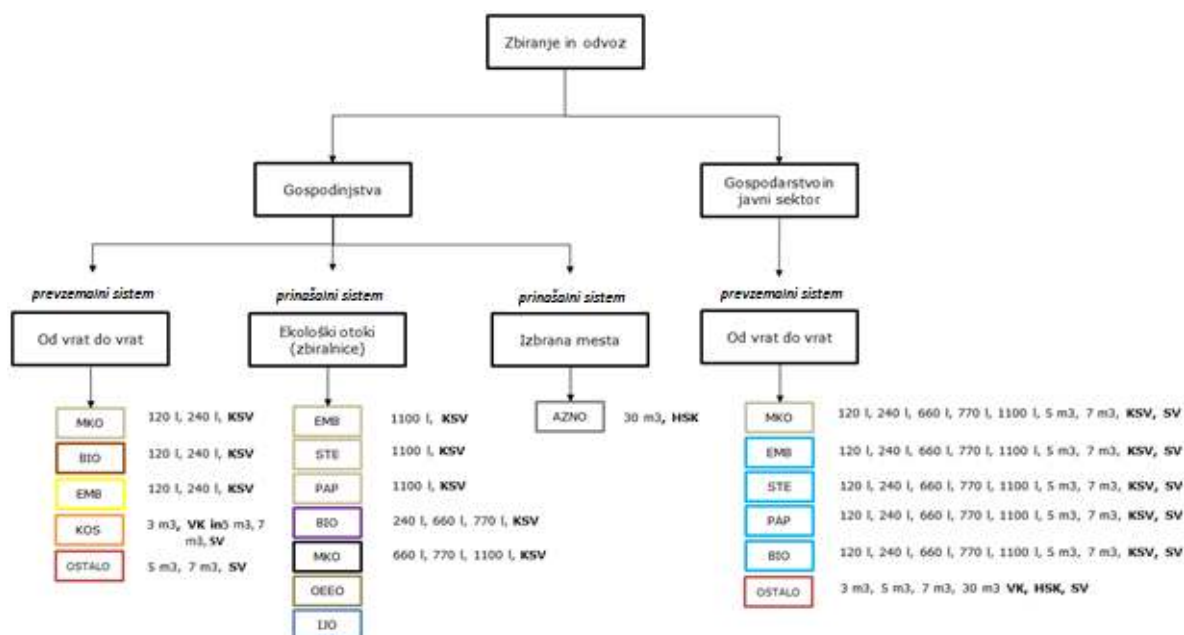 Zbiranje in odvoz
Gospodinjstva
Gospodarstvo in
javni sektor
prevzemalni sistem
prinašalni sistem
prinašalni sistem
prevzemalni sistem
Od vrat do vrat
Ekološki otoki
(zbiralnice)
Izbrana mesta
Od vrat do vrat
MKO 120 l, 240 l, KSV
BIO 120 l, 240 l, KSV
EMB 120 l, 240 l, KSV
KOS 3 m3, VK in5 m3, 7
m3, SV
OSTALO 5 m3, 7 m3, SV
EMB 1100 l, KSV
STE 1100 l, KSV
PAP 1100 l, KSV
BIO 240 l, 660 l, 770 l, KSV
MKO 660 l, 770 l, 1100 l, KSV
OEEO
IJO
AZNO 30 m3, HSK
MKO 120 l, 240 l, 660 l, 770 l, 1100 l, 5 m3, 7 m3, KSV, SV
EMB 120 l, 240 l, 660 l, 770 l, 1100 l, 5 m3, 7 m3, KSV, SV
STE 120 l, 240 l, 660 l, 770 l, 1100 l, 5 m3, 7 m3, KSV, SV
PAP 120 l, 240 l, 660 l, 770 l, 1100 l, 5 m3, 7 m3, KSV, SV
BIO 120 l, 240 l, 660 l, 770 l, 1100 l, 5 m3, 7 m3, KSV, SV
OSTALO 3 m3, 5 m3, 7 m3, 30 m3 VK, HSK, SV